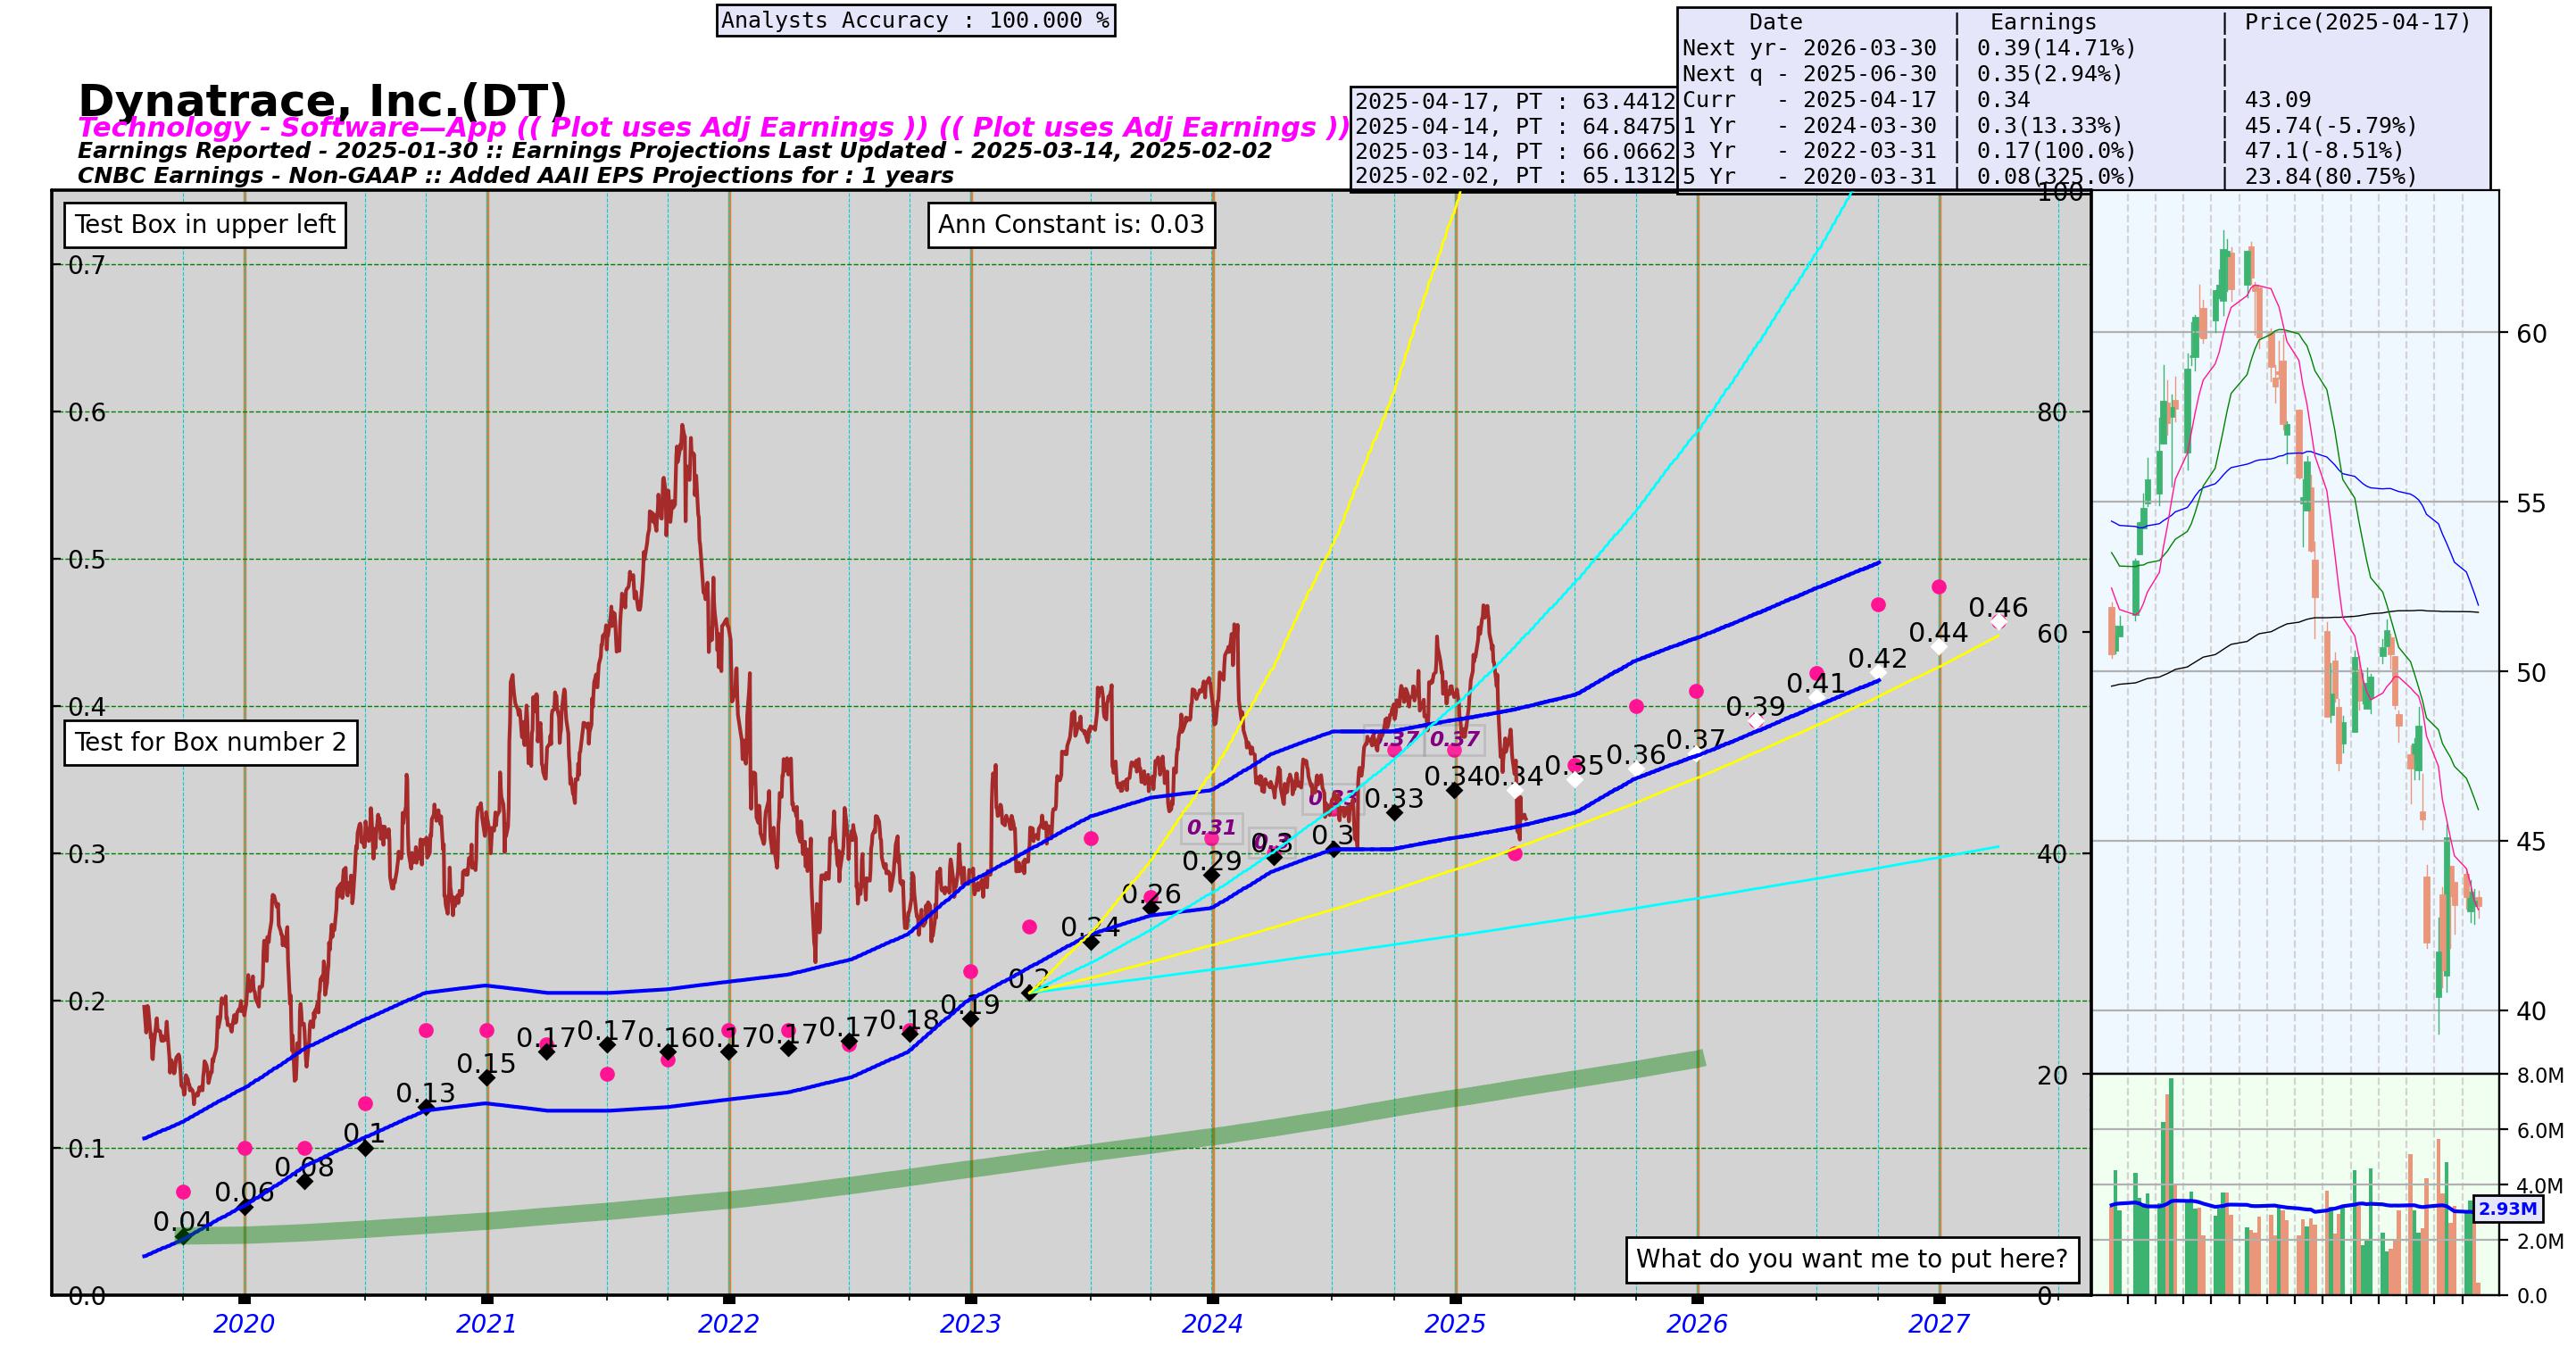 Analysts Accuracy : 100.000 %
Date | Earnings | Price(2025-04-17)
Next yr- 2026-03-30 | 0.39(14.71%) |
Next q - 2025-06-30 | 0.35(2.94%) |
Curr - 2025-04-17 | 0.34 | 43.09
1 Yr - 2024-03-30 | 0.3(13.33%) | 45.74(-5.79%)
3 Yr - 2022-03-31 | 0.17(100.0%) | 47.1(-8.51%)
5 Yr - 2020-03-31 | 0.08(325.0%) | 23.84(80.75%)
Dynatrace, Inc.(DT)
Technology - Software—App (( Plot uses Adj Earnings )) (( Plot uses Adj Earnings ))
Earnings Reported - 2025-01-30 :: Earnings Projections Last Updated - 2025-03-14, 2025-02-02
CNBC Earnings - Non-GAAP :: Added AAII EPS Projections for : 1 years
2025-04-17, PT : 63.4412
2025-04-14, PT : 64.8475
2025-03-14, PT : 66.0662
2025-02-02, PT : 65.1312
Test Box in upper left
Ann Constant is: 0.03
Test for Box number 2
What do you want me to put here?
0.7
0.6
0.5
0.4
0.3
0.2
0.1
0.0
100
80
60
40
20
0
0.04
0.06
0.08
0.1
0.13
0.15
0.17
0.17
0.16
0.17
0.17
0.17
0.18
0.19
0.2
0.24
0.26
0.29
0.31
0.3
0.3
0.3
0.33
0.33
0.37
0.34
0.37
0.34
0.35
0.36
0.37
0.39
0.41
0.42
0.44
0.46
60
55
50
45
40
8.0M
6.0M
4.0M
2.93M
2.0M
0.0
2020
2021
2022
2023
2024
2025
2026
2027